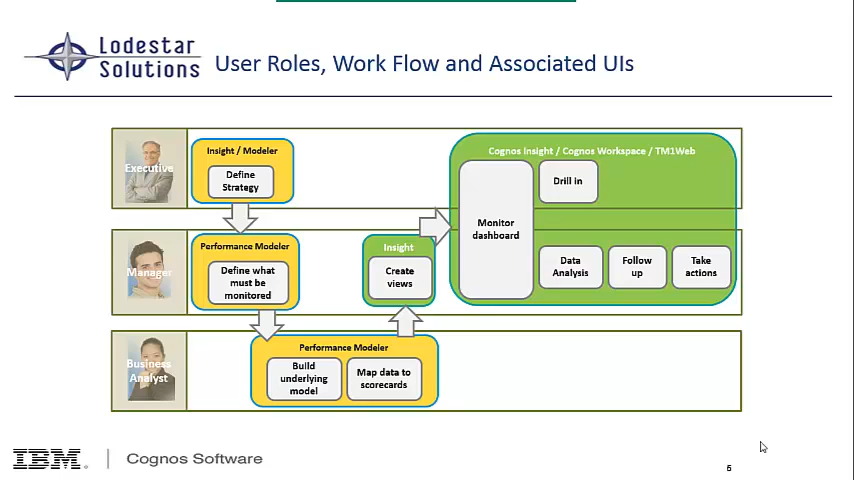 Lodestar
Solutions
User Roles, Work Flow and Associated UIs
Executive
Insight / Modeler
Define
Strategy
Cognos Insight / Cognos Workspace / TM1Web
Monitor
dashboard
Drill in
Manager
Performance Modeler
Define what
must be
monitored
Insight
Create
views
Data
Analysis
Follow
up
Take
actions
Business
Analyst
Performance Modeler
Build
underlying
model
Map data to
scorecards
IBM
Cognos Software
5